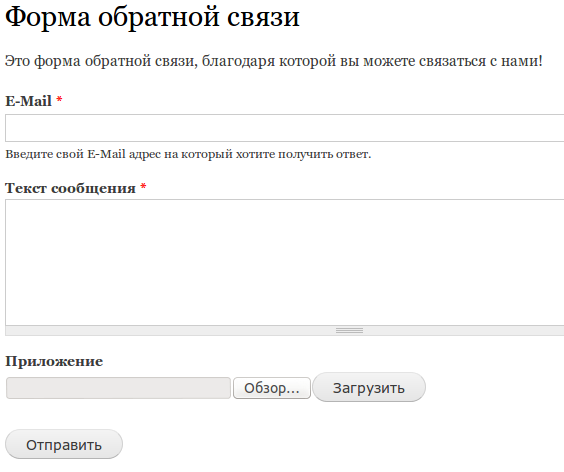 Форма обратной связи
Это форма обратной связи, благодаря которой вы можете связаться с нами!
E-Mail *
Введите свой E-Mail адрес на который хотите получить ответ.
Текст сообщения *
Приложение
Обзор... Загрузить
Отправить